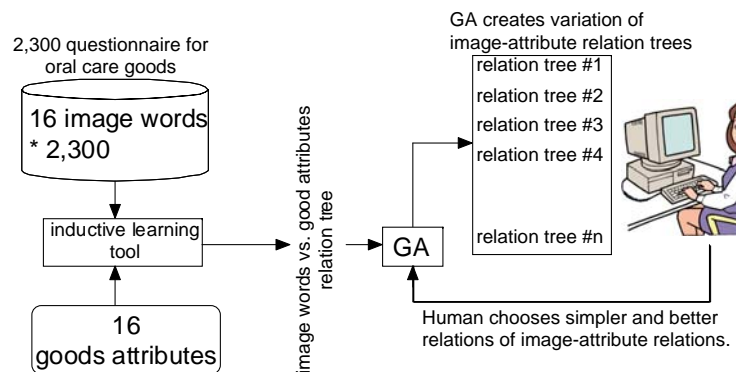 2,300 questionnaire for
oral care goods
16 image words
* 2,300
inductive learning
tool
16
goods attributes
image words vs. good attributes
relation tree
GA
GA creates variation of
image-attribute relation trees
relation tree #1
relation tree #2
relation tree #3
relation tree #4
relation tree #n
Human chooses simpler and better
relations of image-attribute relations.